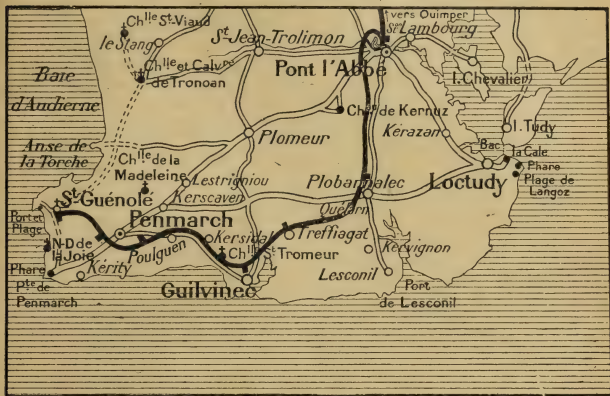 vers Quimper
Chlle St-Viaud
le Stang
St-Jean-Trolimon
Lambourg
Pont l'Abbé
I. Chevalier
Chlle et Calvre
de Tronoan
Baie
d'Audierne
Chau de Kernuz
Kérazan
I. Tudy
Bac
la Cale
Phare
Plage de
Langoz
Loctudy
Anse de
la Torche
Plomeur
Chlle de la
Madeleine
Lestrigniou
Kerscaven
Plobannalec
Quélarn
St
Guénolé
Port et
Plage
Penmarch
N-D de
la Joie
Poulguen
Kersidal
Treffiagat
Chlle St
Tromeur
Kervignon
Lesconil
Port
de Lesconil
Phare
Pte de
Penmarch
Kérity
Guilvinec